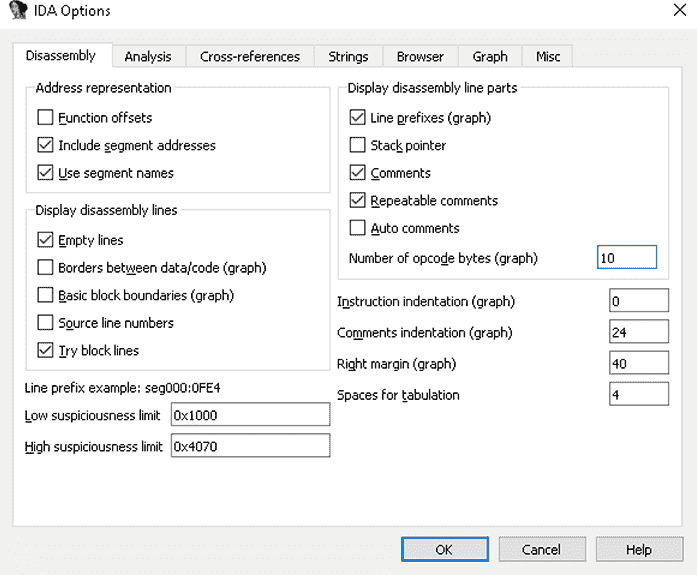 IDA Options
Disassembly Analysis Cross-references Strings Browser Graph Misc
Address representation
Function offsets
Include segment addresses
Use segment names
Display disassembly lines
Empty lines
Borders between data/code (graph)
Basic block boundaries (graph)
Source line numbers
Try block lines
Line prefix example: seg000:0FE4
Low suspiciousness limit 0x1000
High suspiciousness limit 0x4070
Display disassembly line parts
Line prefixes (graph)
Stack pointer
Comments
Repeatable comments
Auto comments
Number of opcode bytes (graph) 10
Instruction indentation (graph) 0
Comments indentation (graph) 24
Right margin (graph) 40
Spaces for tabulation 4
OK Cancel Help